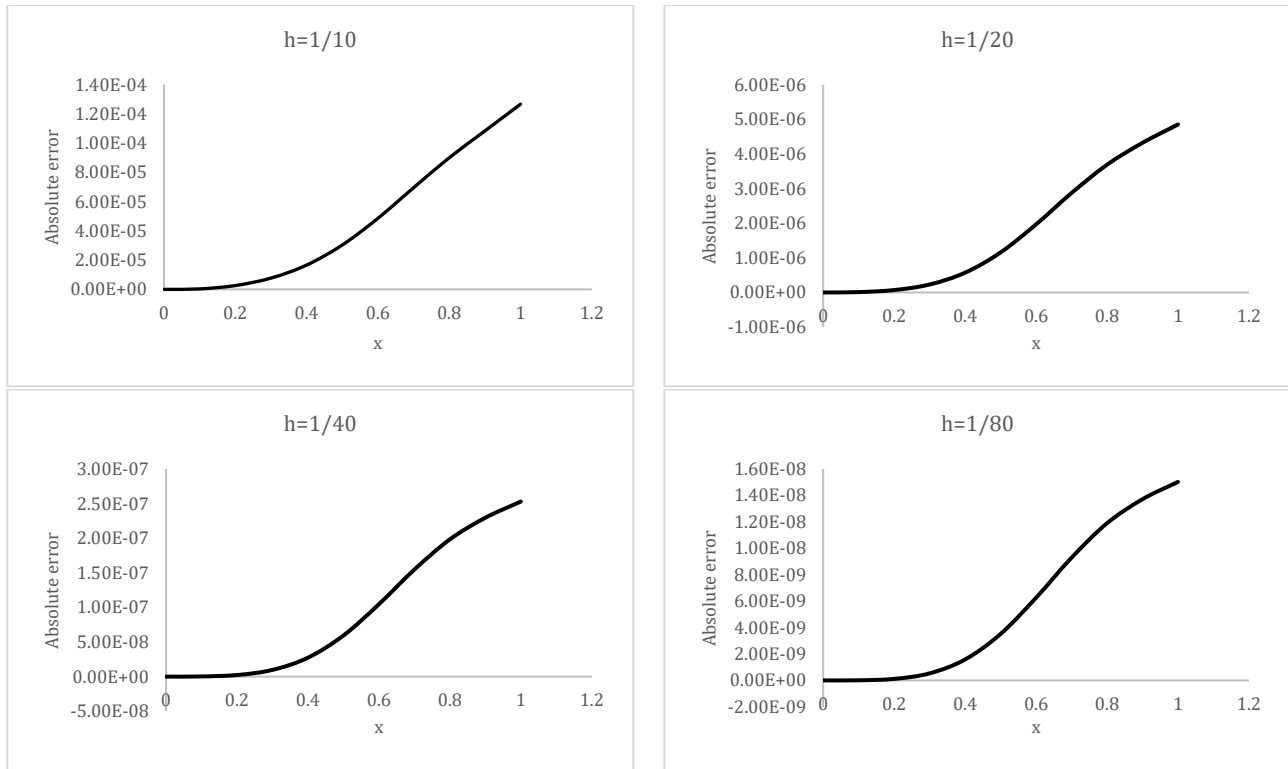 h=1/10
1.40E-04
1.20E-04
1.00E-04
8.00E-05
6.00E-05
4.00E-05
2.00E-05
0.00E+00
0 0.2 0.4 0.6 0.8 1 1.2
Absolute error
x
h=1/20
6.00E-06
5.00E-06
4.00E-06
3.00E-06
2.00E-06
1.00E-06
0.00E+00
-1.00E-06
0 0.2 0.4 0.6 0.8 1 1.2
Absolute error
x
h=1/40
3.00E-07
2.50E-07
2.00E-07
1.50E-07
1.00E-07
5.00E-08
0.00E+00
-5.00E-08
0 0.2 0.4 0.6 0.8 1 1.2
Absolute error
x
h=1/80
1.60E-08
1.40E-08
1.20E-08
1.00E-08
8.00E-09
6.00E-09
4.00E-09
2.00E-09
0.00E+00
-2.00E-09
0 0.2 0.4 0.6 0.8 1 1.2
Absolute error
x